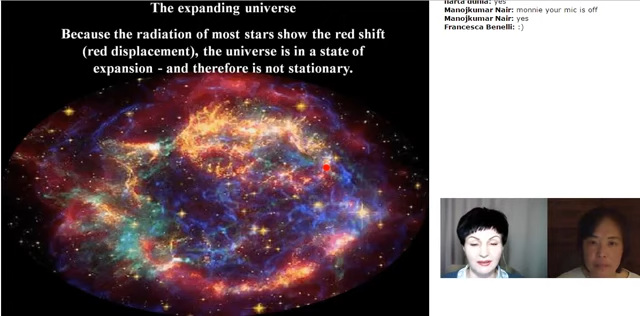 The expanding universe
Because the radiation of most stars show the red shift
(red displacement), the universe is in a state of
expansion - and therefore is not stationary.
yes
Manojkumar Nair: monnie your mic is off
Manojkumar Nair: yes
Francesca Benelli: :)